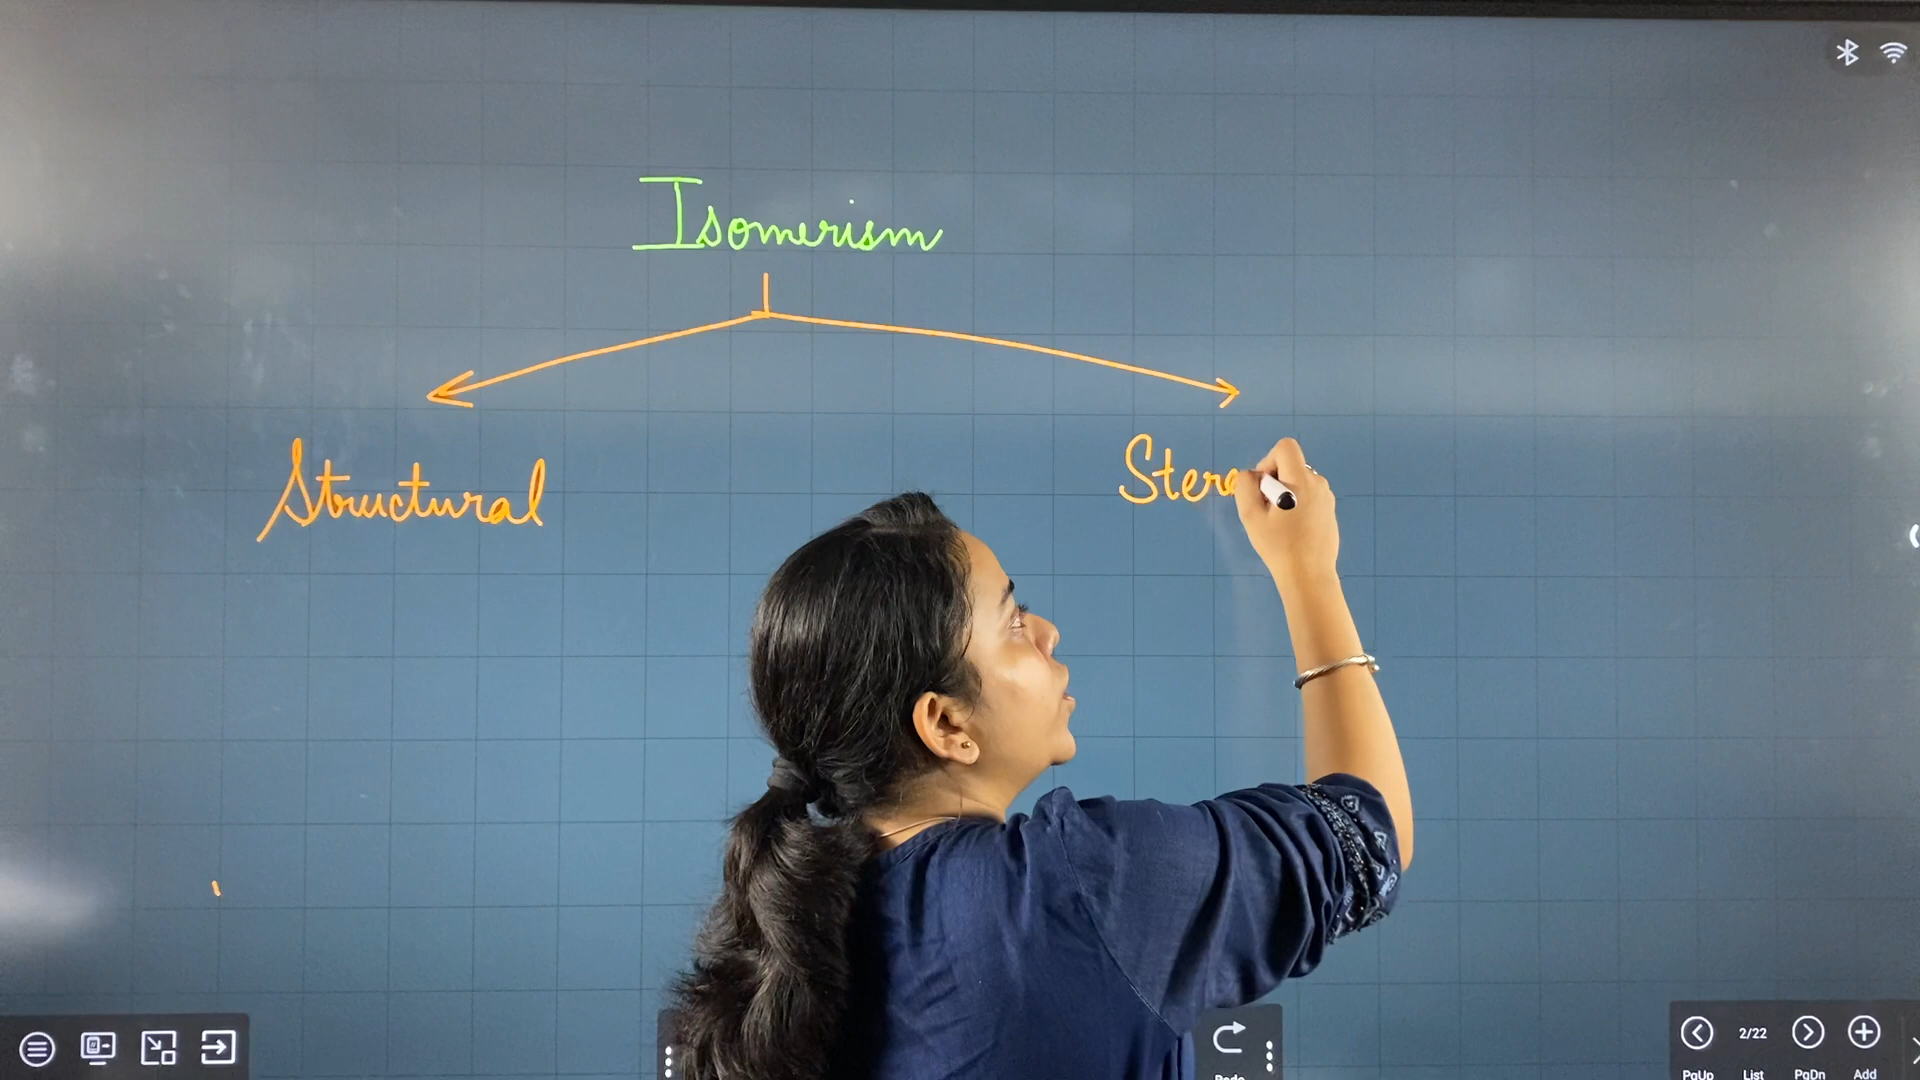 Isomerism
Structural
Stere
2/22
PgUp List PgDn Add